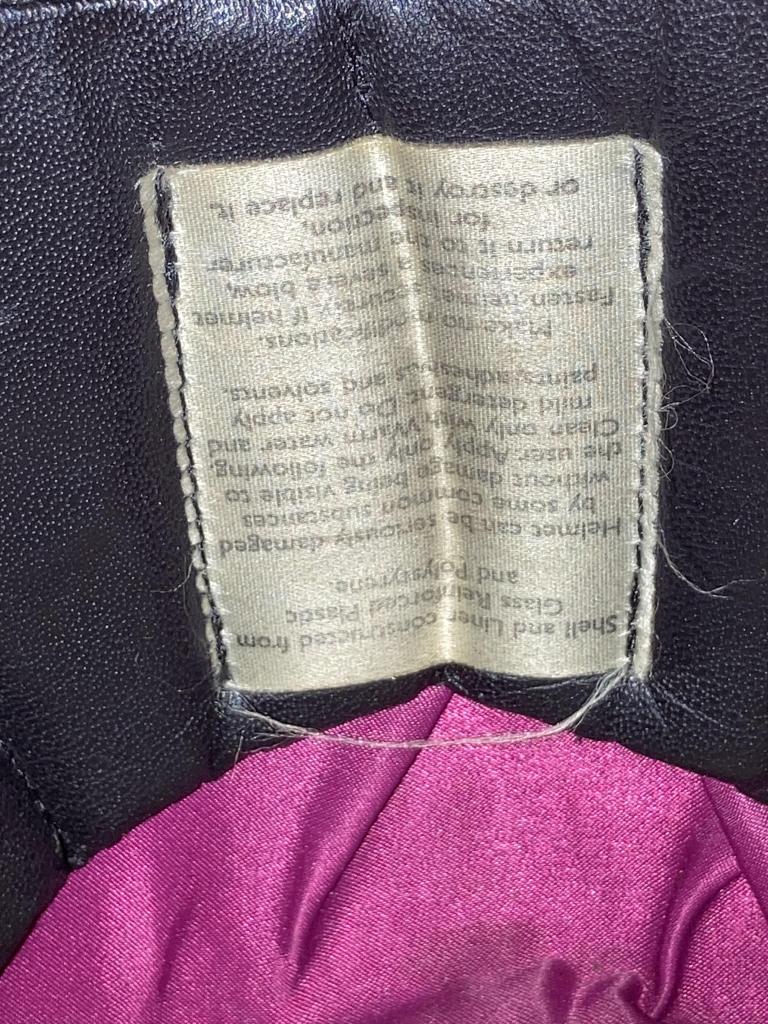 Shell and Liner constructed from
Glass Reinforced Plastic
and Polystyrene.
Helmet can be seriously damaged
by some common substances
without damage being visible to
the user. Apply only the following.
Clean only with Warm water and
mild detergent. Do not apply
paints, adhesives and solvents.
Make no modifications.
Fasten helmet securely if helmet
experiences a severe blow,
return it to the manufacturer
for inspection,
or destroy it and replace it.